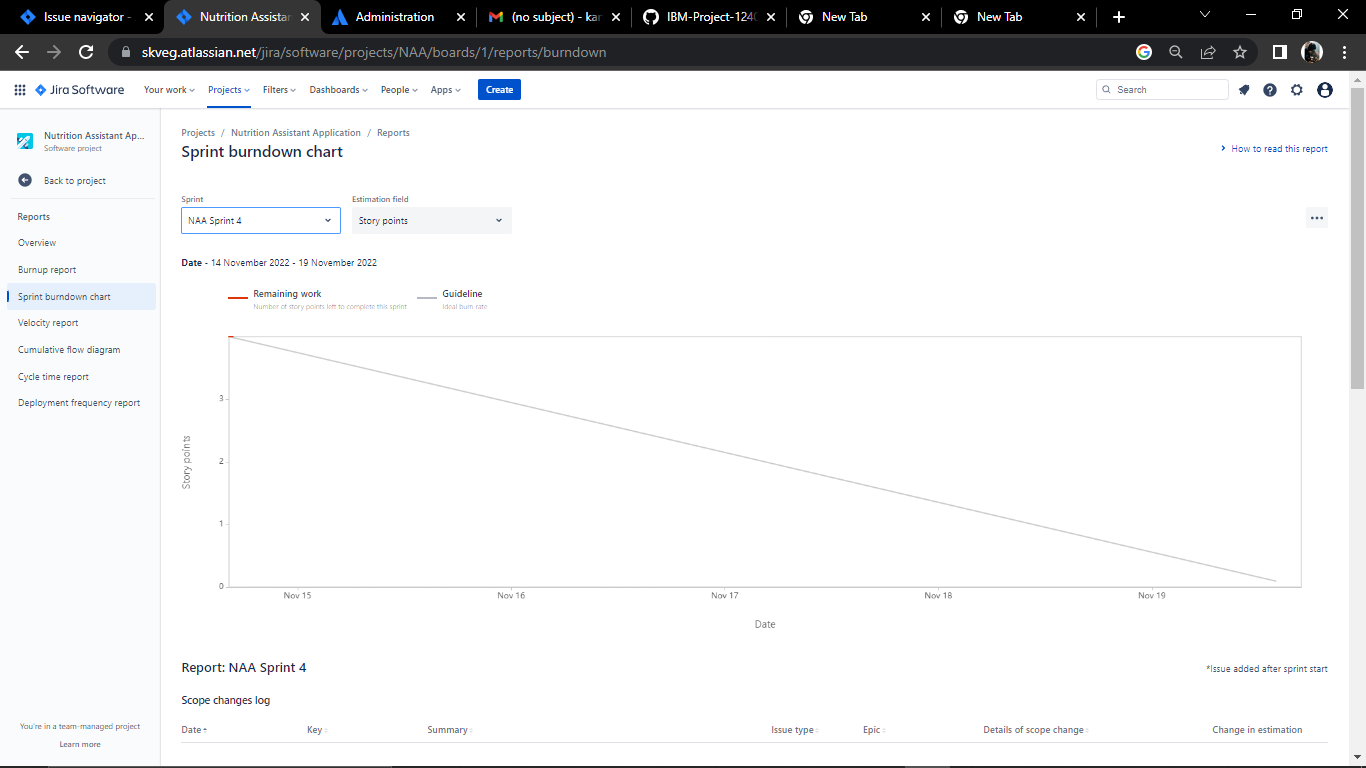 Issue navigator -
Nutrition Assistan
Administration
(no subject) - kar
IBM-Project-1240
New Tab
New Tab
skveg.atlassian.net/jira/software/projects/NAA/boards/1/reports/burndown
Jira Software
Your work
Projects
Filters
Dashboards
People
Apps
Create
Search
Nutrition Assistant Ap...
Software project
Back to project
Reports
Overview
Burnup report
Sprint burndown chart
Velocity report
Cumulative flow diagram
Cycle time report
Deployment frequency report
You're in a team-managed project
Learn more
Projects / Nutrition Assistant Application / Reports
Sprint burndown chart
How to read this report
Sprint
Estimation field
NAA Sprint 4
Story points
Date - 14 November 2022 - 19 November 2022
Remaining work
Number of story points left to complete this sprint
Guideline
Ideal burn rate
Story points
3
2
1
0
Nov 15 Nov 16 Nov 17 Nov 18 Nov 19
Date
Report: NAA Sprint 4
*Issue added after sprint start
Scope changes log
Date Key Summary Issue type Epic Details of scope change Change in estimation